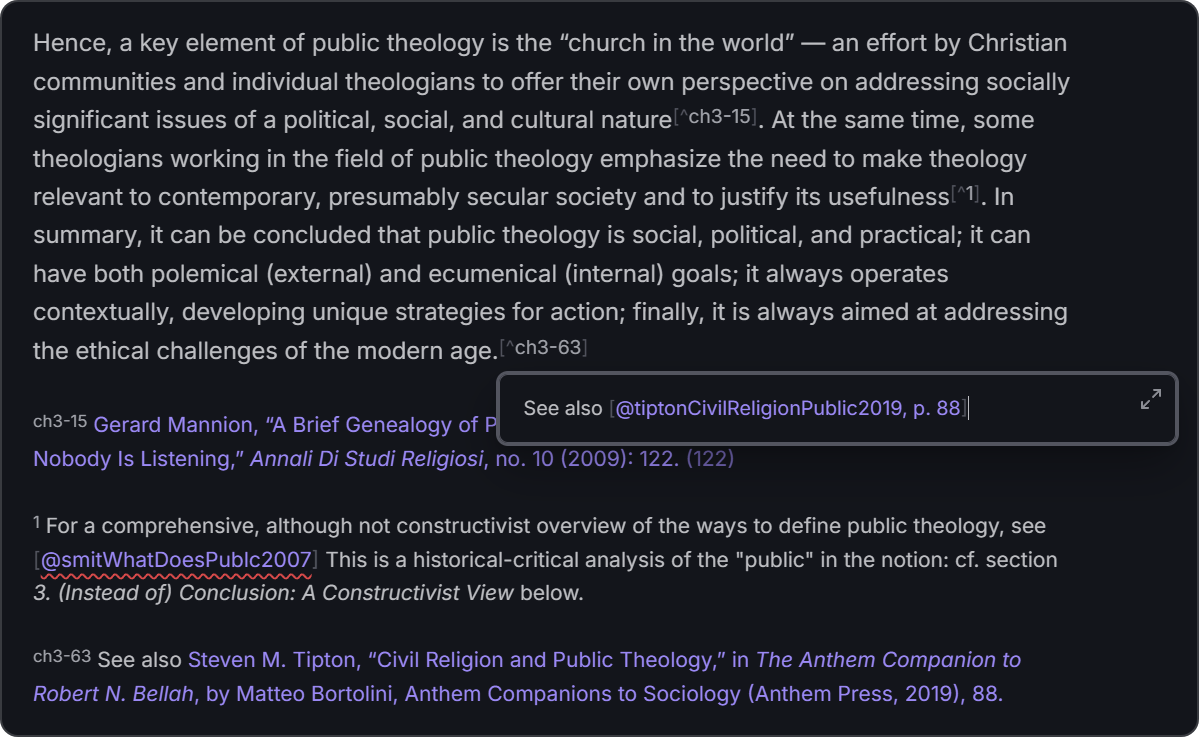 Hence, a key element of public theology is the “church in the world” — an effort by Christian
communities and individual theologians to offer their own perspective on addressing socially
significant issues of a political, social, and cultural nature[^ch3-15]. At the same time, some
theologians working in the field of public theology emphasize the need to make theology
relevant to contemporary, presumably secular society and to justify its usefulness[^1]. In
summary, it can be concluded that public theology is social, political, and practical; it can
have both polemical (external) and ecumenical (internal) goals; it always operates
contextually, developing unique strategies for action; finally, it is always aimed at addressing
the ethical challenges of the modern age.[^ch3-63]
See also [@tiptonCivilReligionPublic2019, p. 88]
ch3-15 Gerard Mannion, “A Brief Genealogy of P
Nobody Is Listening,” Annali Di Studi Religiosi, no. 10 (2009): 122. (122)
1 For a comprehensive, although not constructivist overview of the ways to define public theology, see
[@smitWhatDoesPublc2007] This is a historical-critical analysis of the "public" in the notion: cf. section
3. (Instead of) Conclusion: A Constructivist View below.
ch3-63 See also Steven M. Tipton, “Civil Religion and Public Theology,” in The Anthem Companion to
Robert N. Bellah, by Matteo Bortolini, Anthem Companions to Sociology (Anthem Press, 2019), 88.